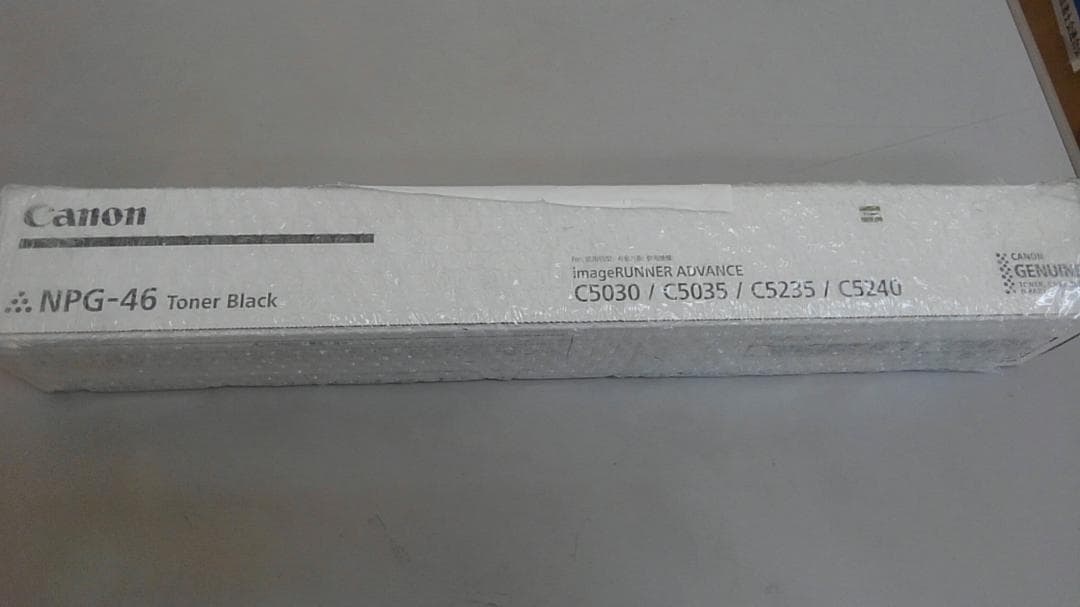 Canon
NPG-46 Toner Black
imageRUNNER ADVANCE
C5030 / C5035 / C5235 / C5240
CANON
GENUINE